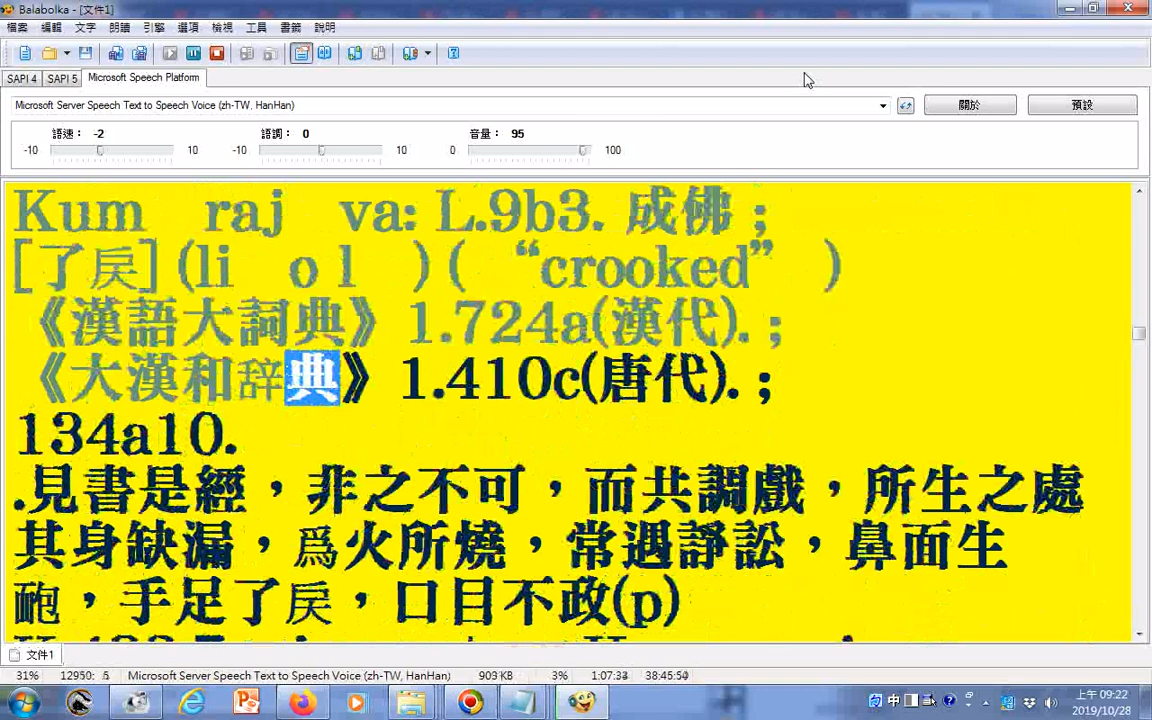 Balabolka - [文件1]
檔案 編輯 文字 朗讀 引擎 選項 檢視 工具 書籤 說明
SAPI 4 SAPI 5 Microsoft Speech Platform
Microsoft Server Speech Text to Speech Voice (zh-TW, HanHan) 關於 預設
語速： -2 語調： 0 音量： 95
-10 10 -10 10 0 100
Kum raj va: L.9b3. 成佛；
[了戾](li o l )( “crooked” )
《漢語大詞典》 1.724a(漢代).；
《大漢和辞典》 1.410c(唐代).；
134a10.
.見書是經，非之不可，而共調戲，所生之處
其身缺漏，爲火所燒，常遇諍訟，鼻面生
皰，手足了戾，口目不政(p)
文件1
31% 12950: 5 Microsoft Server Speech Text to Speech Voice (zh-TW, HanHan) 903 KB 3% 1:07:33 38:45:50
中 上午 09:22
2019/10/28